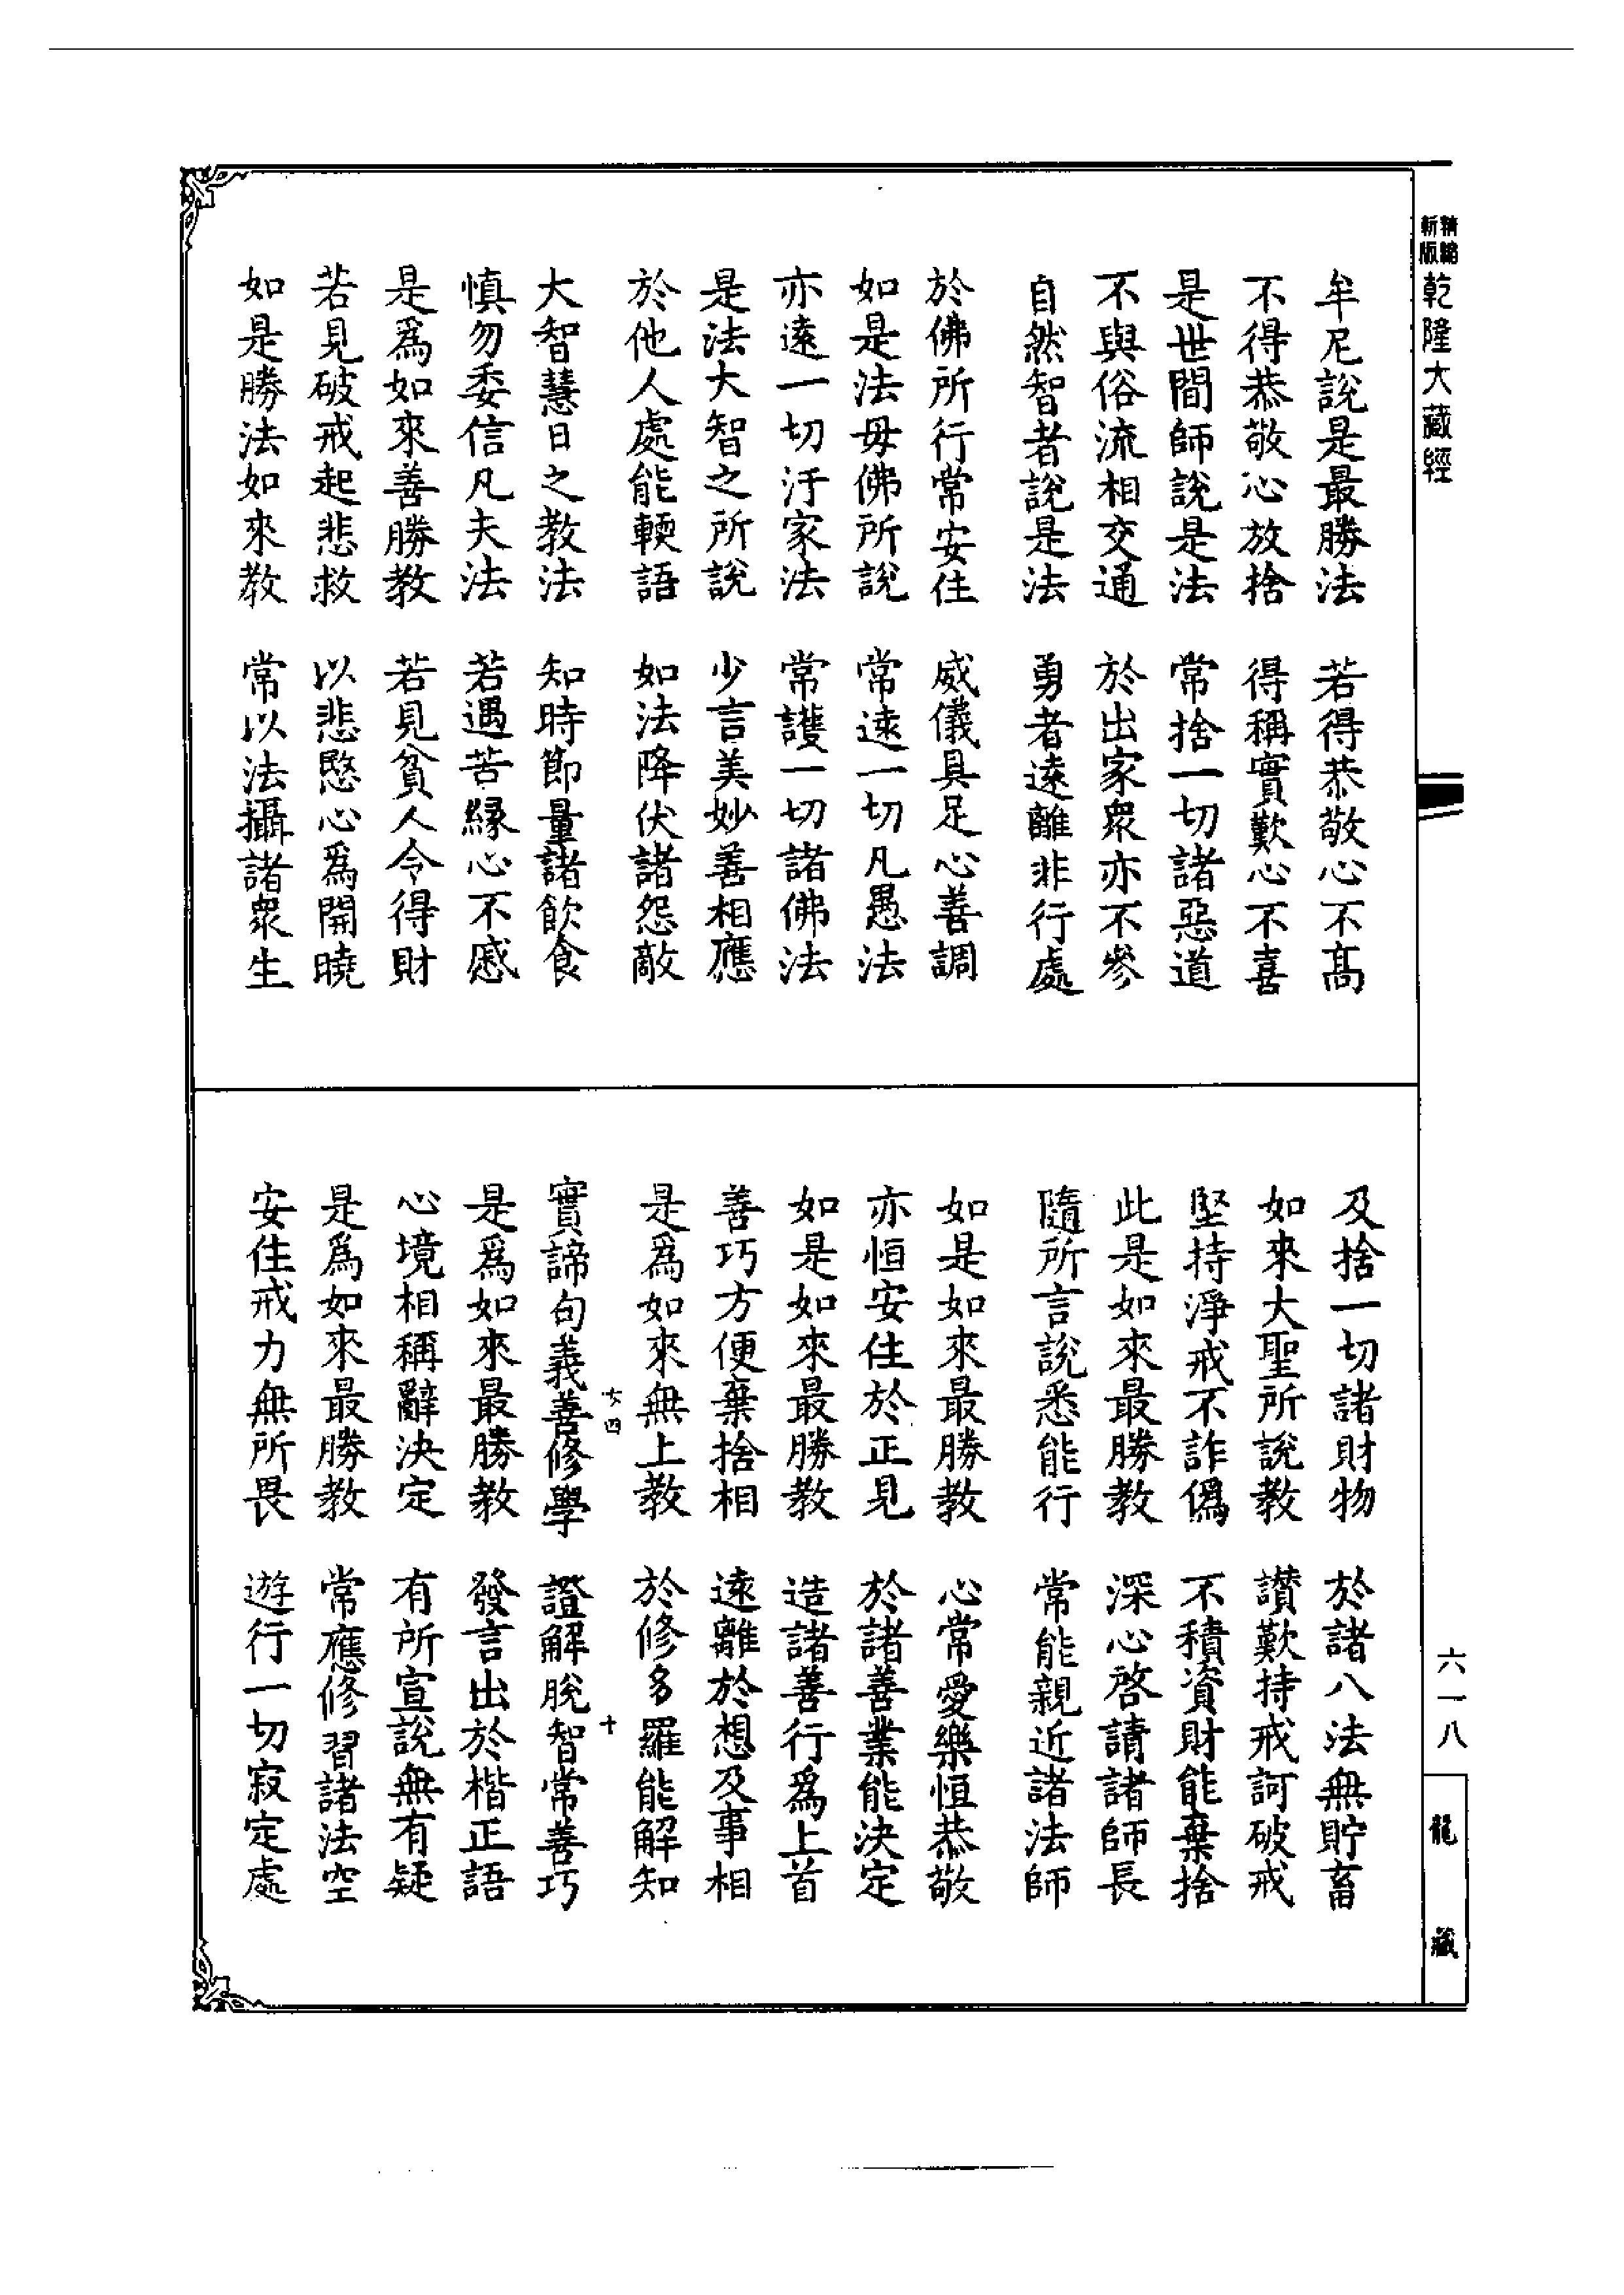 精縮
新版
乾隆大藏經
牟尼說是最勝法　若得恭敬心不高
不得恭敬心放捨　得稱實歎心不喜
是世間師說是法　常捨一切諸惡道
不與俗流相交通　於出家眾亦不參
自然智者說是法　勇者遠離非行處
於佛所行常安住　威儀具足心善調
如是法毋佛所說　常遠一切凡愚法
亦遠一切汙家法　常護一切諸佛法
是法大智之所說　少言美妙善相應
於他人處能輭語　如法降伏諸怨敵
大智慧日之教法　知時節量諸飲食
慎勿委信凡夫法　若遇苦緣心不慼
是為如來善勝教　若見貧人令得財
若見破戒起悲救　以悲愍心為開曉
如是勝法如來教　常以法攝諸眾生
及捨一切諸財物　於諸八法無貯畜
如來大聖所說教　讚歎持戒訶破戒
堅持淨戒不詐偽　不積資財能棄捨
此是如來最勝教　深心啓請諸師長
隨所言說悉能行　常能親近諸法師
如是如來最勝教　心常愛樂恒恭敬
亦恒安住於正見　於諸善業能決定
如是如來最勝教　造諸善行為上首
善巧方便棄捨相　遠離於想及事相
是為如來無上教　於修多羅能解知
女四　十
實諦句義善修學　證解脫智常善巧
是為如來最勝教　發言出於楷正語
心境相稱辭決定　有所宣說無有疑
是為如來最勝教　常應修習諸法空
安住戒力無所畏　遊行一切寂定處
六一八
龍藏